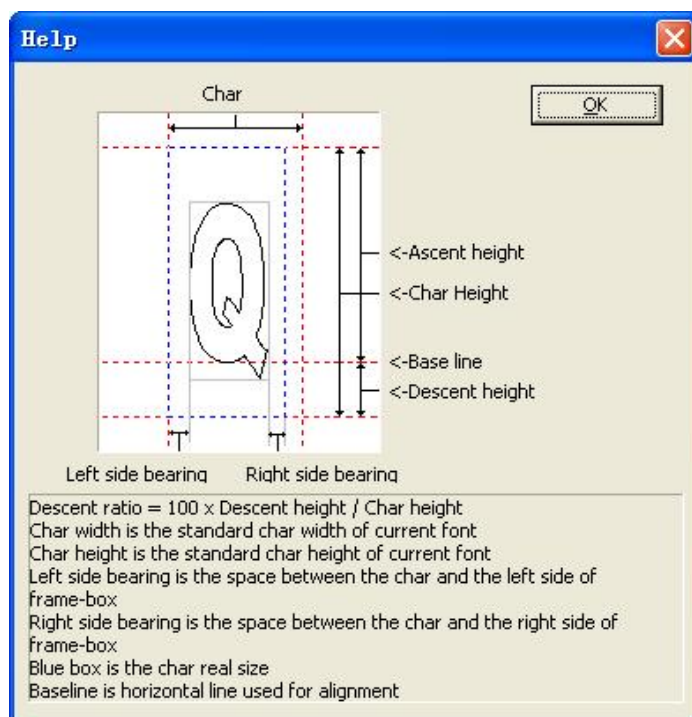 Help
Char
OK
<-Ascent height
<-Char Height
<-Base line
<-Descent height
Left side bearing
Right side bearing
Descent ratio = 100 x Descent height / Char height
Char width is the standard char width of current font
Char height is the standard char height of current font
Left side bearing is the space between the char and the left side of
frame-box
Right side bearing is the space between the char and the right side of
frame-box
Blue box is the char real size
Baseline is horizontal line used for alignment